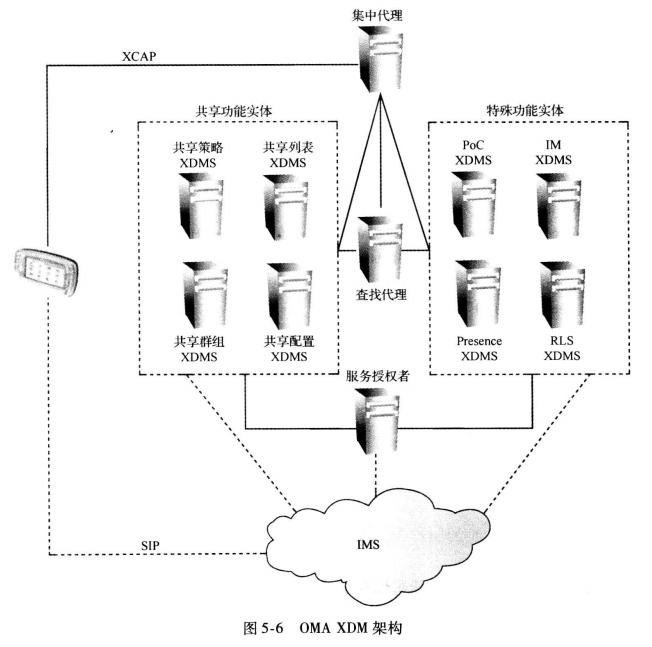 集中代理
XCAP
共享功能实体
特殊功能实体
共享策略
XDMS
共享列表
XDMS
PoC
XDMS
IM
XDMS
查找代理
共享群组
XDMS
共享配置
XDMS
Presence
XDMS
RLS
XDMS
服务授权者
SIP
IMS
图 5-6 OMA XDM 架构